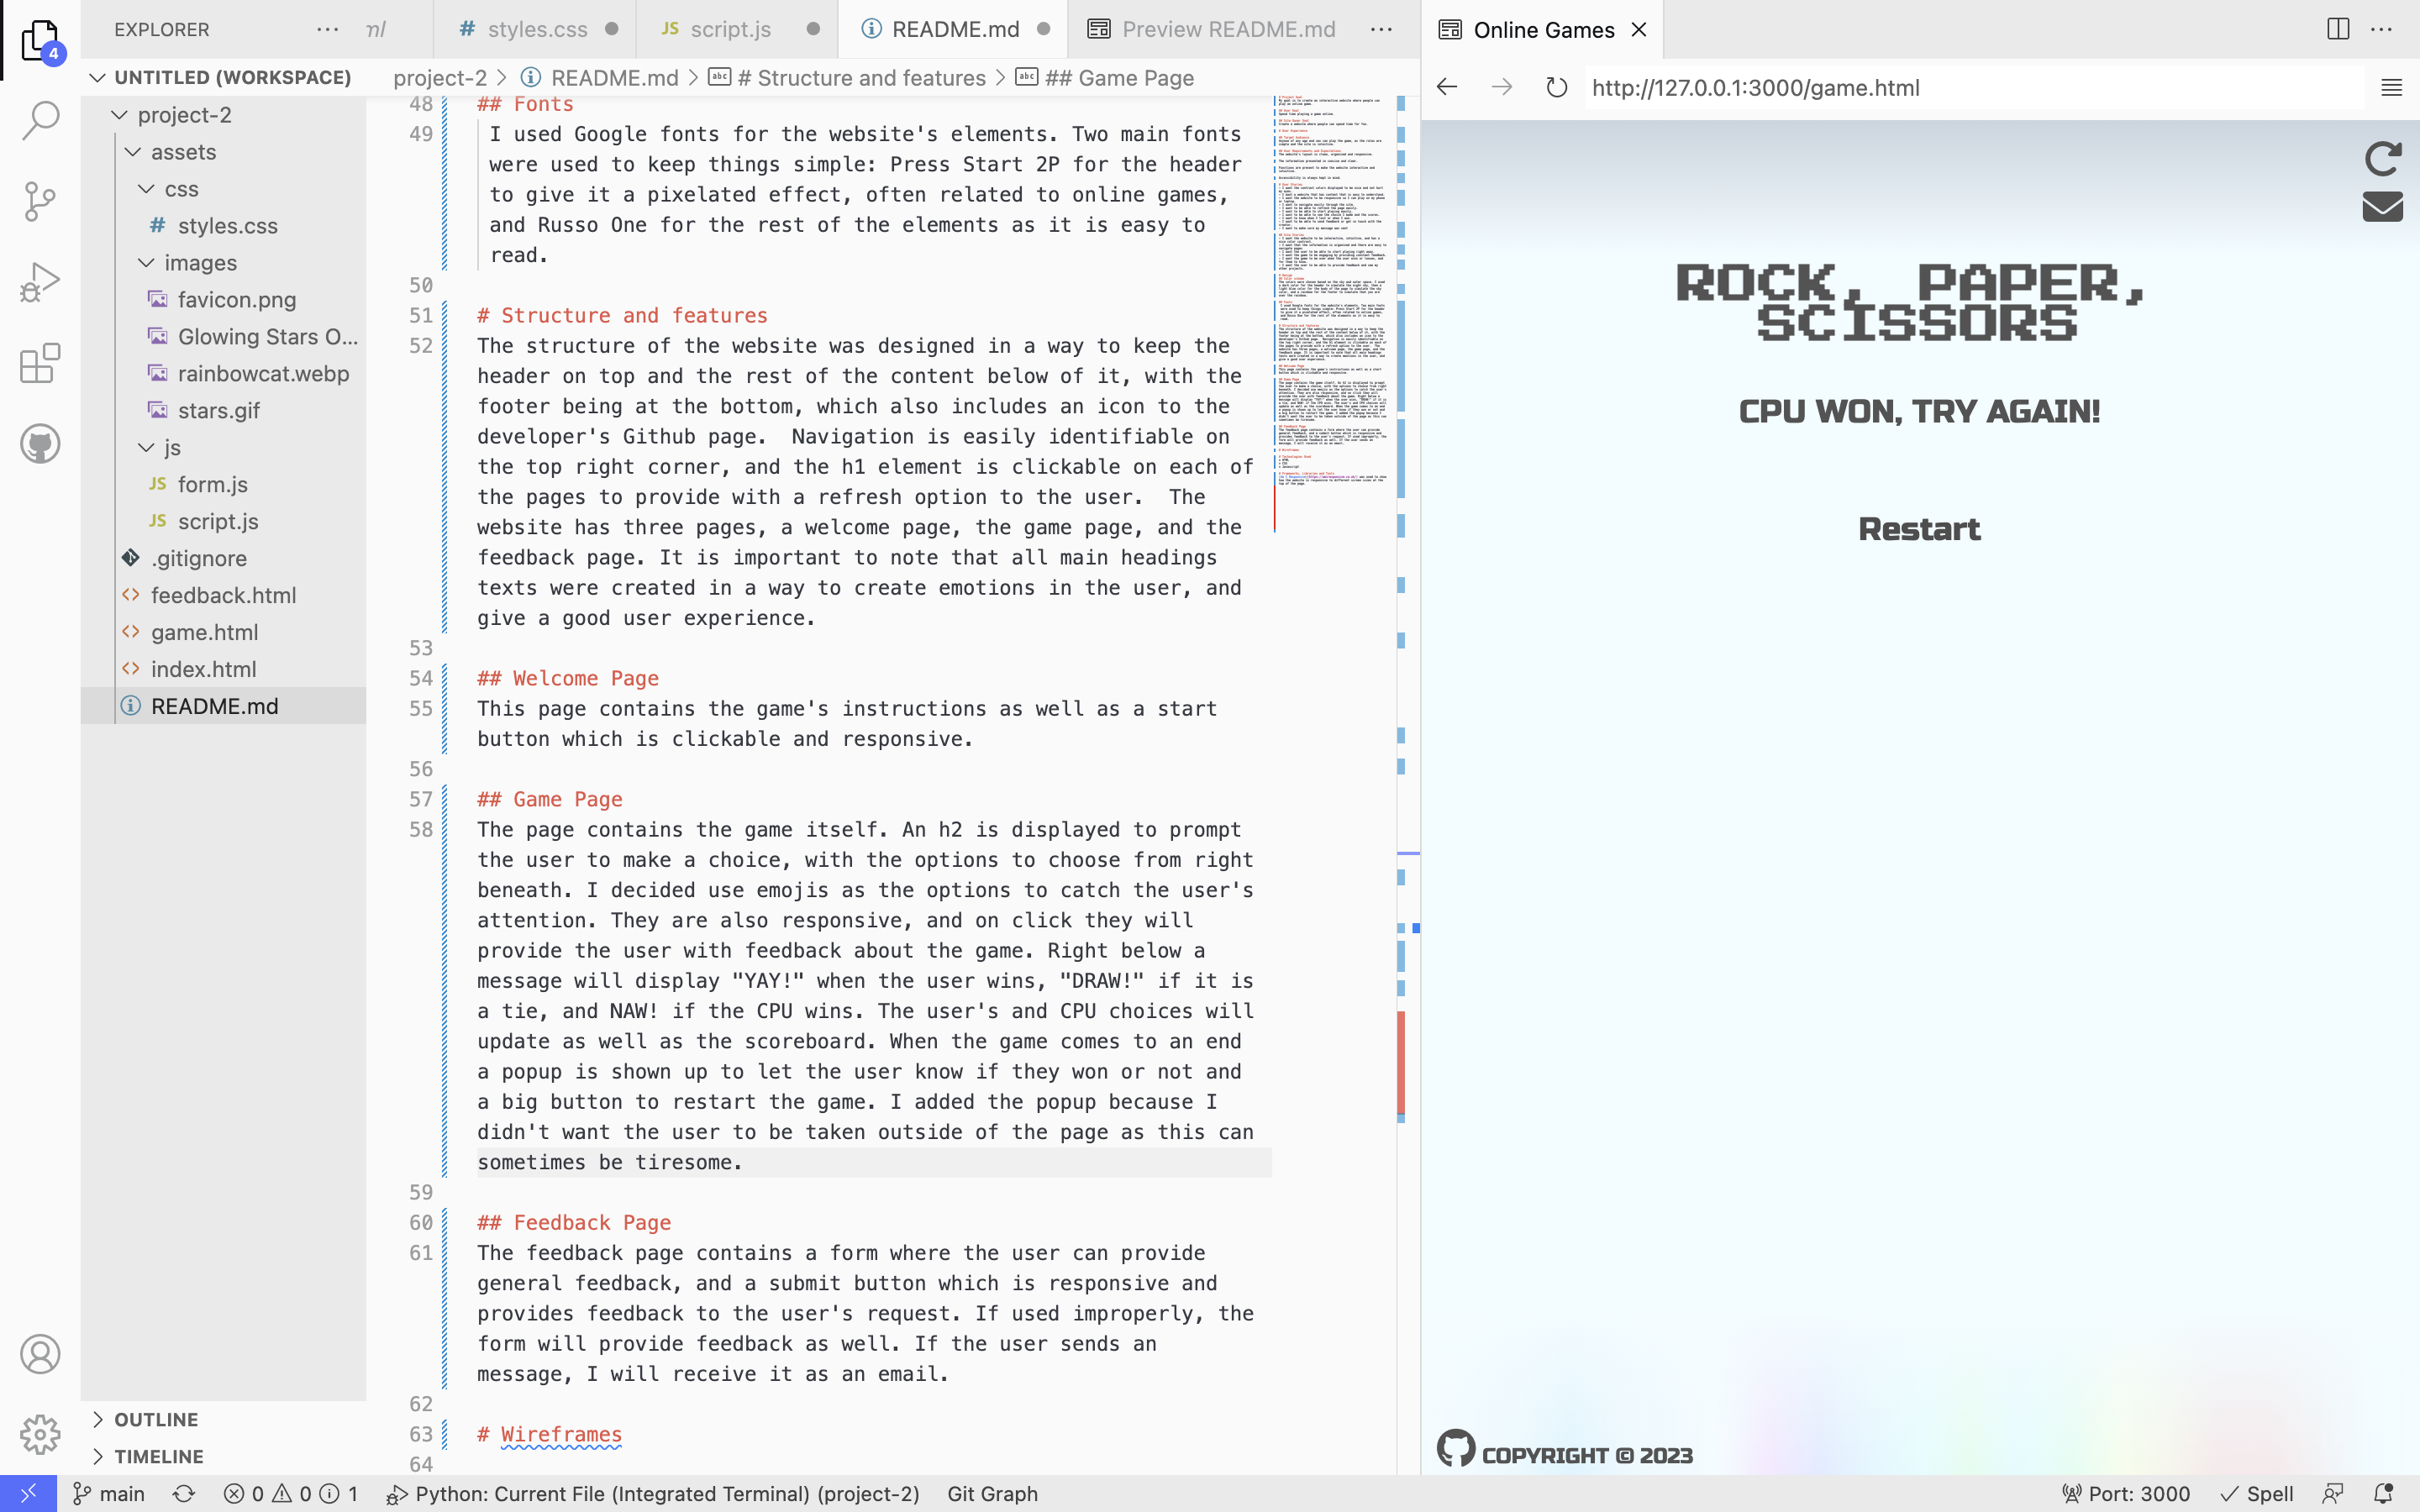 EXPLORER
ml
# styles.css
JS script.js
README.md
Preview README.md
Online Games
4
UNTITLED (WORKSPACE)
project-2 > README.md > abc # Structure and features > abc ## Game Page
http://127.0.0.1:3000/game.html
project-2
assets
css
# styles.css
images
favicon.png
Glowing Stars O...
rainbowcat.webp
stars.gif
js
JS form.js
JS script.js
.gitignore
<> feedback.html
<> game.html
<> index.html
README.md
OUTLINE
TIMELINE
48 ## Fonts
49 I used Google fonts for the website's elements. Two main fonts
were used to keep things simple: Press Start 2P for the header
to give it a pixelated effect, often related to online games,
and Russo One for the rest of the elements as it is easy to
read.
50
51 # Structure and features
52 The structure of the website was designed in a way to keep the
header on top and the rest of the content below of it, with the
footer being at the bottom, which also includes an icon to the
developer's Github page.  Navigation is easily identifiable on
the top right corner, and the h1 element is clickable on each of
the pages to provide with a refresh option to the user.  The
website has three pages, a welcome page, the game page, and the
feedback page. It is important to note that all main headings
texts were created in a way to create emotions in the user, and
give a good user experience.
53
54 ## Welcome Page
55 This page contains the game's instructions as well as a start
button which is clickable and responsive.
56
57 ## Game Page
58 The page contains the game itself. An h2 is displayed to prompt
the user to make a choice, with the options to choose from right
beneath. I decided use emojis as the options to catch the user's
attention. They are also responsive, and on click they will
provide the user with feedback about the game. Right below a
message will display "YAY!" when the user wins, "DRAW!" if it is
a tie, and NAW! if the CPU wins. The user's and CPU choices will
update as well as the scoreboard. When the game comes to an end
a popup is shown up to let the user know if they won or not and
a big button to restart the game. I added the popup because I
didn't want the user to be taken outside of the page as this can
sometimes be tiresome.
59
60 ## Feedback Page
61 The feedback page contains a form where the user can provide
general feedback, and a submit button which is responsive and
provides feedback to the user's request. If used improperly, the
form will provide feedback as well. If the user sends an
message, I will receive it as an email.
62
63 # Wireframes
64
ROCK, PAPER,
SCISSORS
CPU WON, TRY AGAIN!
Restart
COPYRIGHT © 2023
main 0 0 1 Python: Current File (Integrated Terminal) (project-2) Git Graph Port: 3000 Spell